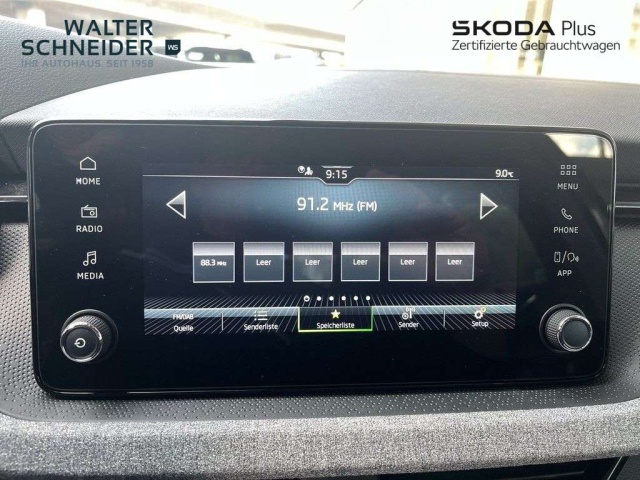 WALTER
SCHNEIDER
WS
IHR AUTOHAUS. SEIT 1958
SKODA Plus
Zertifizierte Gebrauchtwagen
9:15
9.0°C
HOME
MENU
91.2 MHz (FM)
RADIO
PHONE
88.3 MHz
Leer
Leer
Leer
Leer
Leer
MEDIA
APP
FM/DAB
Quelle
Senderliste
Speicherliste
Sender
Setup